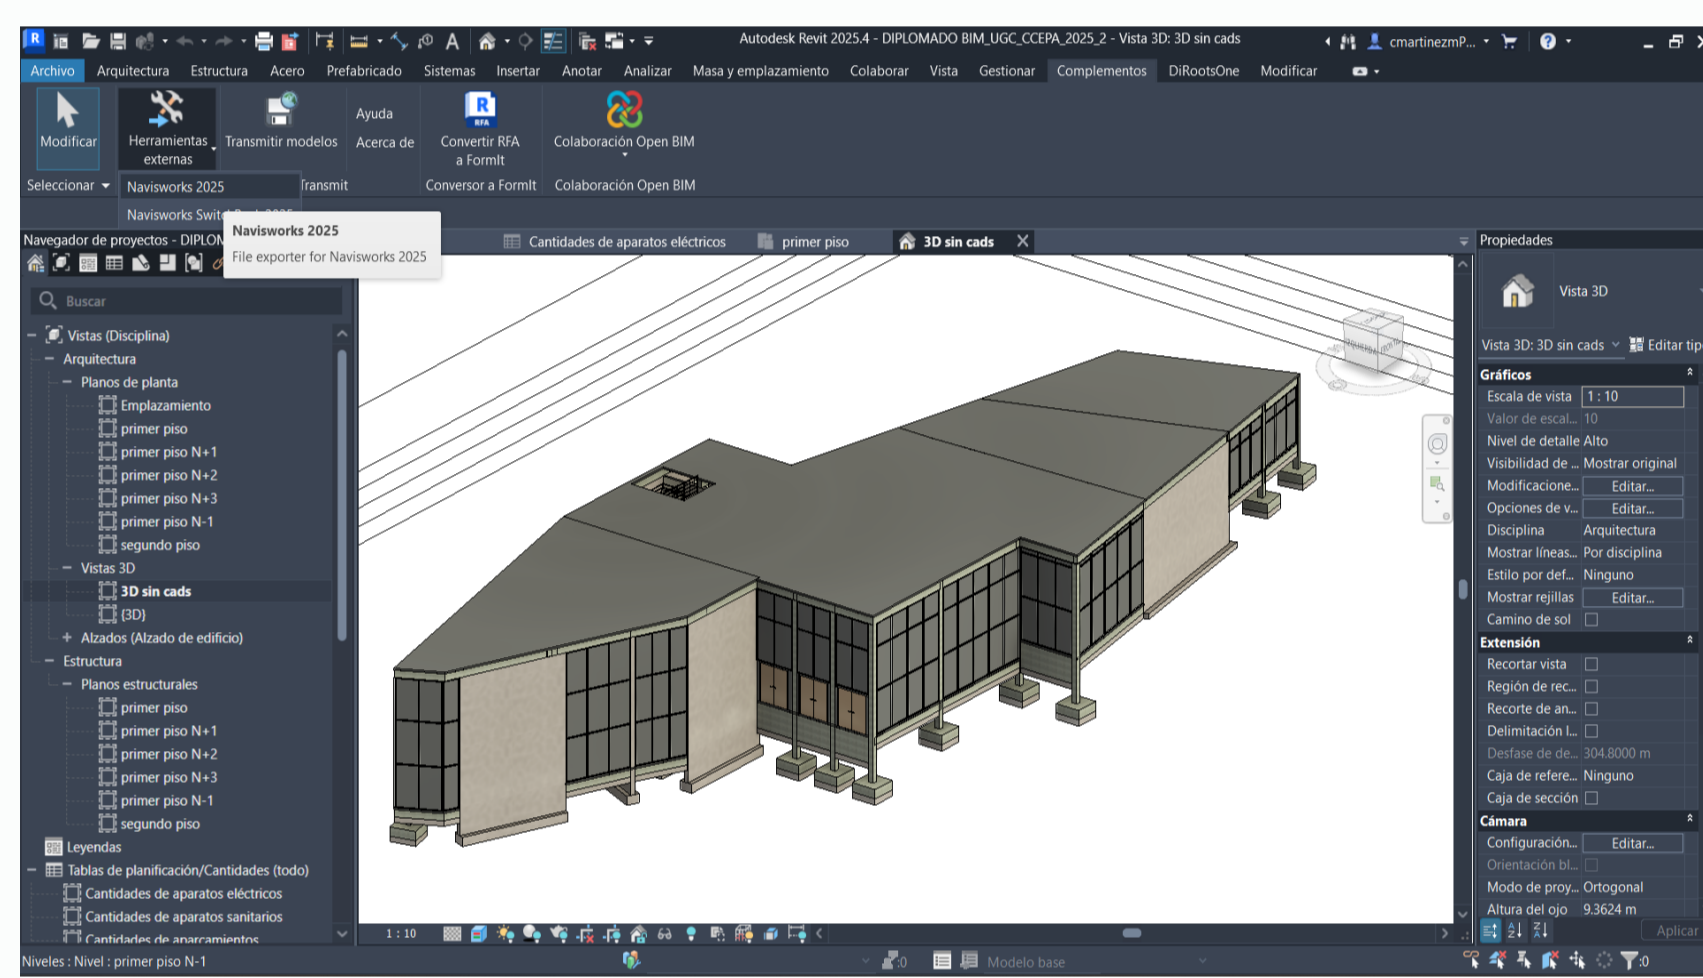 Autodesk Revit 2025.4 - DIPLOMADO BIM_UGC_CCEPA_2025_2 - Vista 3D: 3D sin cads
cmartinezmP...
Archivo Arquitectura Estructura Acero Prefabricado Sistemas Insertar Anotar Analizar Masa y emplazamiento Colaborar Vista Gestionar Complementos DiRootsOne Modificar
Modificar
Herramientas externas
Transmitir modelos
Ayuda
Acerca de
Convertir RFA a FormIt
Colaboración Open BIM
Seleccionar
Conversor a FormIt
Colaboración Open BIM
Navisworks 2025
Navisworks 2025
File exporter for Navisworks 2025
Navegador de proyectos - DIPLOM
Cantidades de aparatos eléctricos
primer piso
3D sin cads
Buscar
Vistas (Disciplina)
Arquitectura
Planos de planta
Emplazamiento
primer piso
primer piso N+1
primer piso N+2
primer piso N+3
primer piso N-1
segundo piso
Vistas 3D
3D sin cads
{3D}
Alzados (Alzado de edificio)
Estructura
Planos estructurales
primer piso
primer piso N+1
primer piso N+2
primer piso N+3
primer piso N-1
segundo piso
Leyendas
Tablas de planificación/Cantidades (todo)
Cantidades de aparatos eléctricos
Cantidades de aparatos sanitarios
Cantidades de aparcamientos
Propiedades
Vista 3D
Vista 3D: 3D sin cads
Editar tip
Gráficos
Escala de vista 1 : 10
Valor de escal... 10
Nivel de detalle Alto
Visibilidad de ... Mostrar original
Modificacione... Editar...
Opciones de v... Editar...
Disciplina Arquitectura
Mostrar líneas... Por disciplina
Estilo por def... Ninguno
Mostrar rejillas Editar...
Camino de sol
Extensión
Recortar vista
Región de rec...
Recorte de an...
Delimitación l...
Desfase de de... 304.8000 m
Caja de refere... Ninguno
Caja de sección
Cámara
Configuración... Editar...
Orientación bl...
Modo de proy... Ortogonal
Altura del ojo 9.3624 m
Aplicar
1 : 10
Niveles : Nivel : primer piso N-1
:0
Modelo base
:0